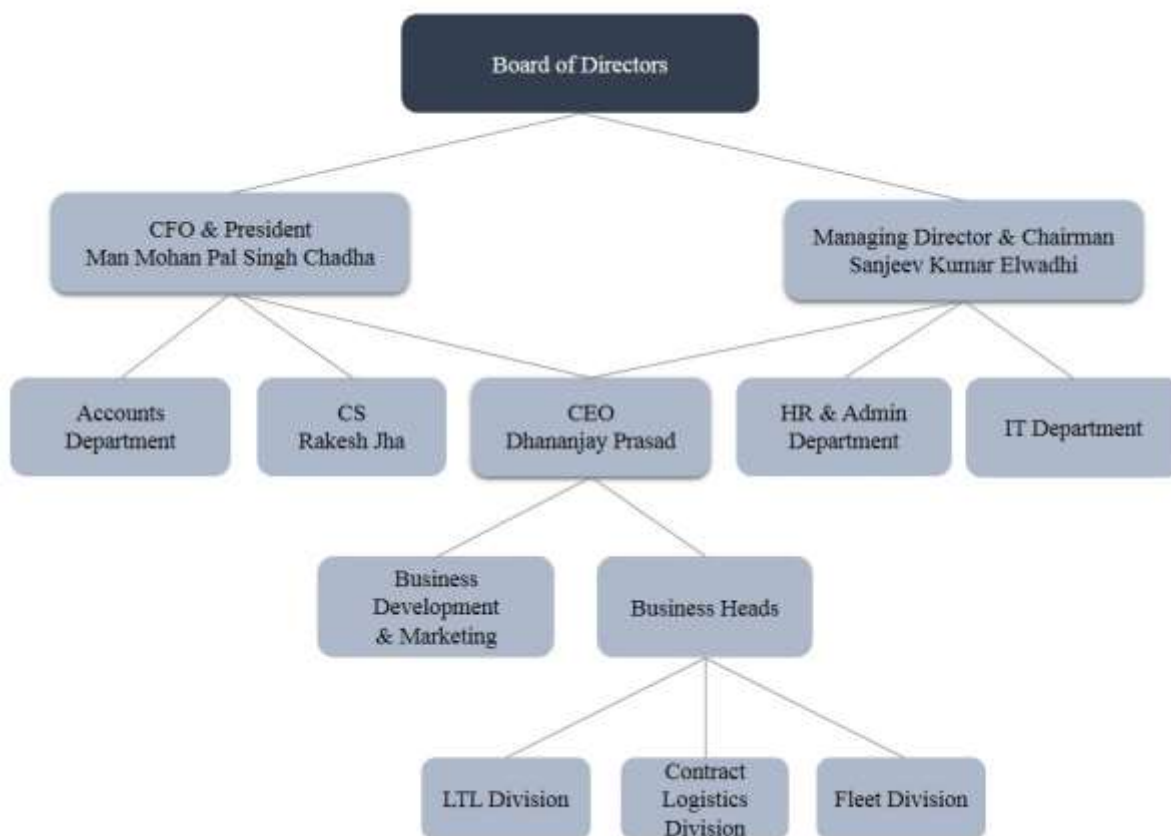 Board of Directors
CFO & President
Man Mohan Pal Singh Chadha
Managing Director & Chairman
Sanjeev Kumar Elwadhi
Accounts
Department
CS
Rakesh Jha
CEO
Dhananjay Prasad
HR & Admin
Department
IT Department
Business
Development
& Marketing
Business Heads
LTL Division
Contract
Logistics
Division
Fleet Division